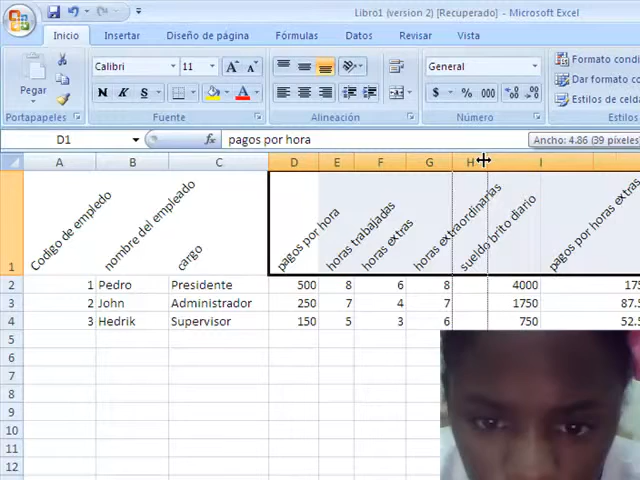 Libro1 (version 2) [Recuperado] - Microsoft Excel
Inicio Insertar Diseño de página Fórmulas Datos Revisar Vista
Pegar
Calibri 11 A A
General
Formato condi
N K S A
$ % 000
Dar formato c
Estilos de celda
Portapapeles Fuente Alineación Número Estilos
D1 fx pagos por hora
Ancho: 4.86 (39 píxeles)
A B C D E F G H I
1 Codigo de empledo nombre del empleado cargo pagos por hora horas trabajadas horas extras horas extraordinarias sueldo brito diario pagos por horas extras
2 1 Pedro Presidente 500 8 6 8 4000 175
3 2 John Administrador 250 7 4 7 1750 87.5
4 3 Hedrik Supervisor 150 5 3 6 750 52.5
5
6
7
8
9
10
11
12